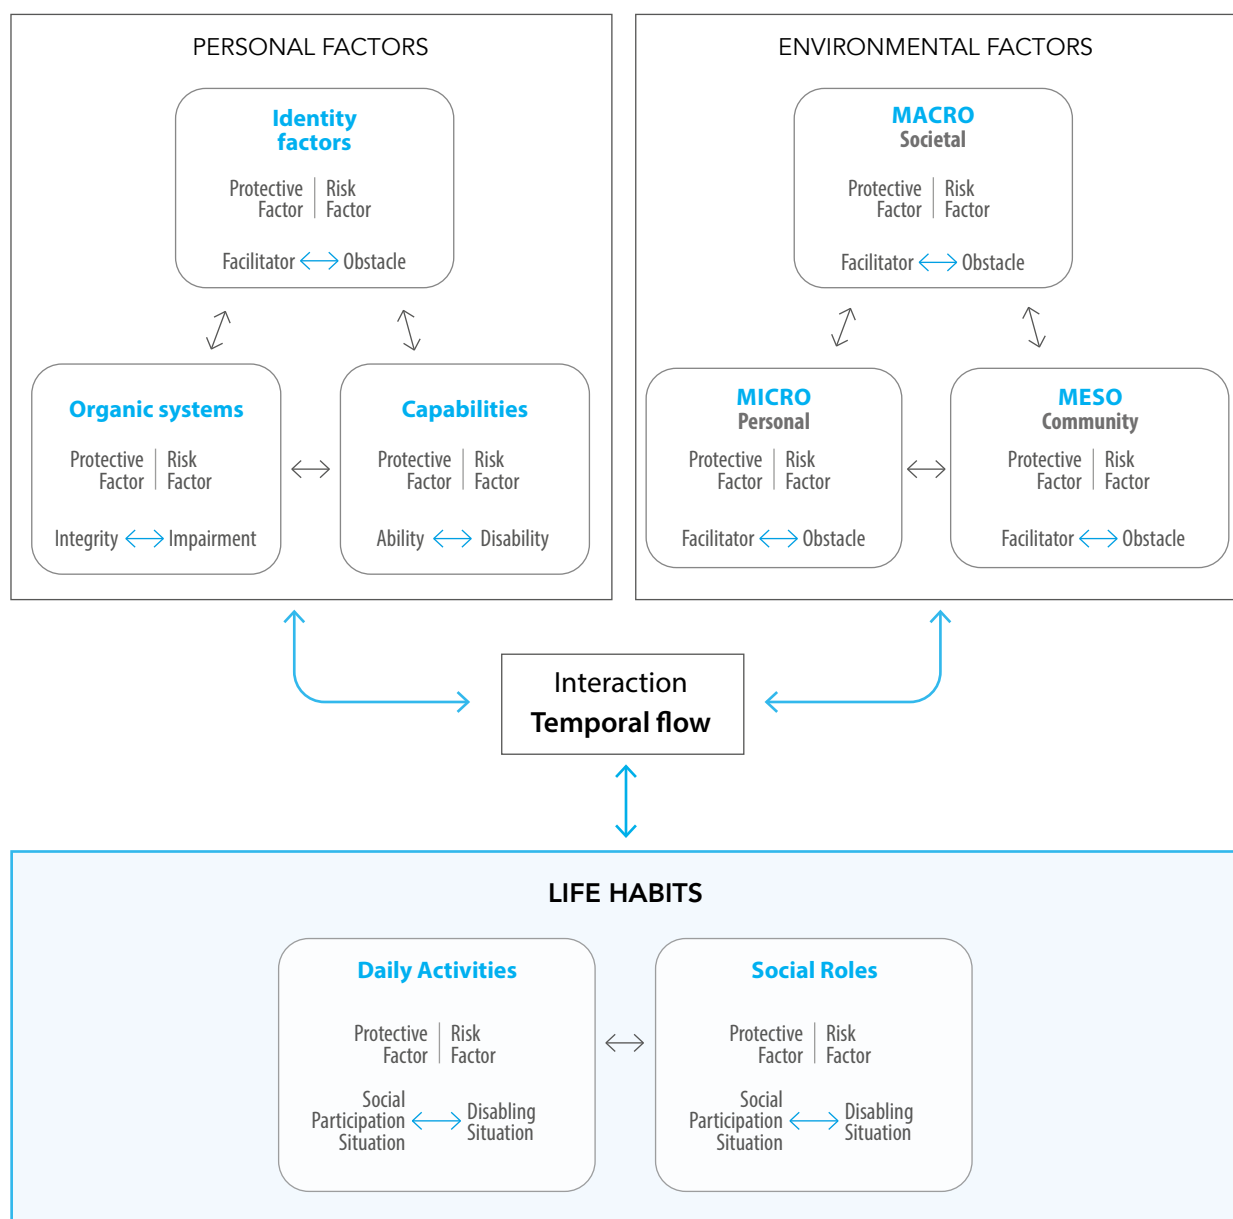 PERSONAL FACTORS
Identity
factors
Protective Risk
Factor Factor
Facilitator Obstacle
Organic systems
Protective Risk
Factor Factor
Integrity Impairment
Capabilities
Protective Risk
Factor Factor
Ability Disability
ENVIRONMENTAL FACTORS
MACRO
Societal
Protective Risk
Factor Factor
Facilitator Obstacle
MICRO
Personal
Protective Risk
Factor Factor
Facilitator Obstacle
MESO
Community
Protective Risk
Factor Factor
Facilitator Obstacle
Interaction
Temporal flow
LIFE HABITS
Daily Activities
Protective Risk
Factor Factor
Social
Participation
Situation
Disabling
Situation
Social Roles
Protective Risk
Factor Factor
Social
Participation
Situation
Disabling
Situation